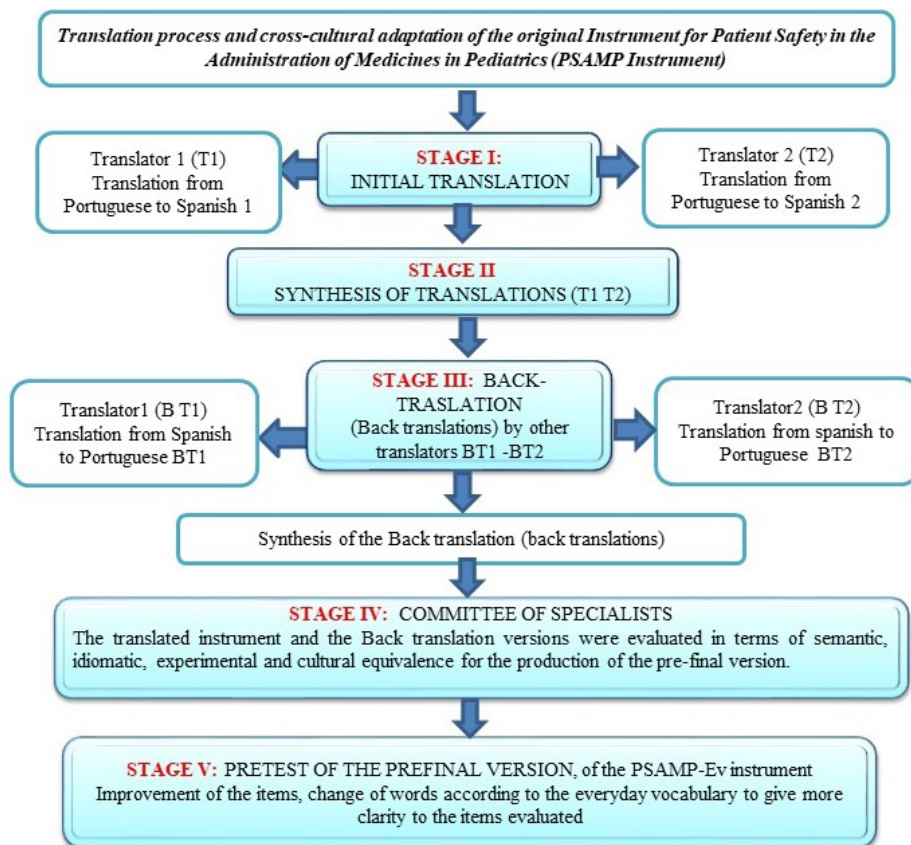 Translation process and cross-cultural adaptation of the original Instrument for Patient Safety in the
Administration of Medicines in Pediatrics (PSAMP Instrument)
Translator 1 (T1)
Translation from
Portuguese to Spanish 1
STAGE I:
INITIAL TRANSLATION
Translator 2 (T2)
Translation from
Portuguese to Spanish 2
STAGE II
SYNTHESIS OF TRANSLATIONS (T1 T2)
Translator1 (B T1)
Translation from Spanish
to Portuguese BT1
STAGE III: BACK-
TRASLATION
(Back translations) by other
translators BT1 -BT2
Translator2 (B T2)
Translation from spanish to
Portuguese BT2
Synthesis of the Back translation (back translations)
STAGE IV: COMMITTEE OF SPECIALISTS
The translated instrument and the Back translation versions were evaluated in terms of semantic,
idiomatic, experimental and cultural equivalence for the production of the pre-final version.
STAGE V: PRETEST OF THE PREFINAL VERSION, of the PSAMP-Ev instrument
Improvement of the items, change of words according to the everyday vocabulary to give more
clarity to the items evaluated